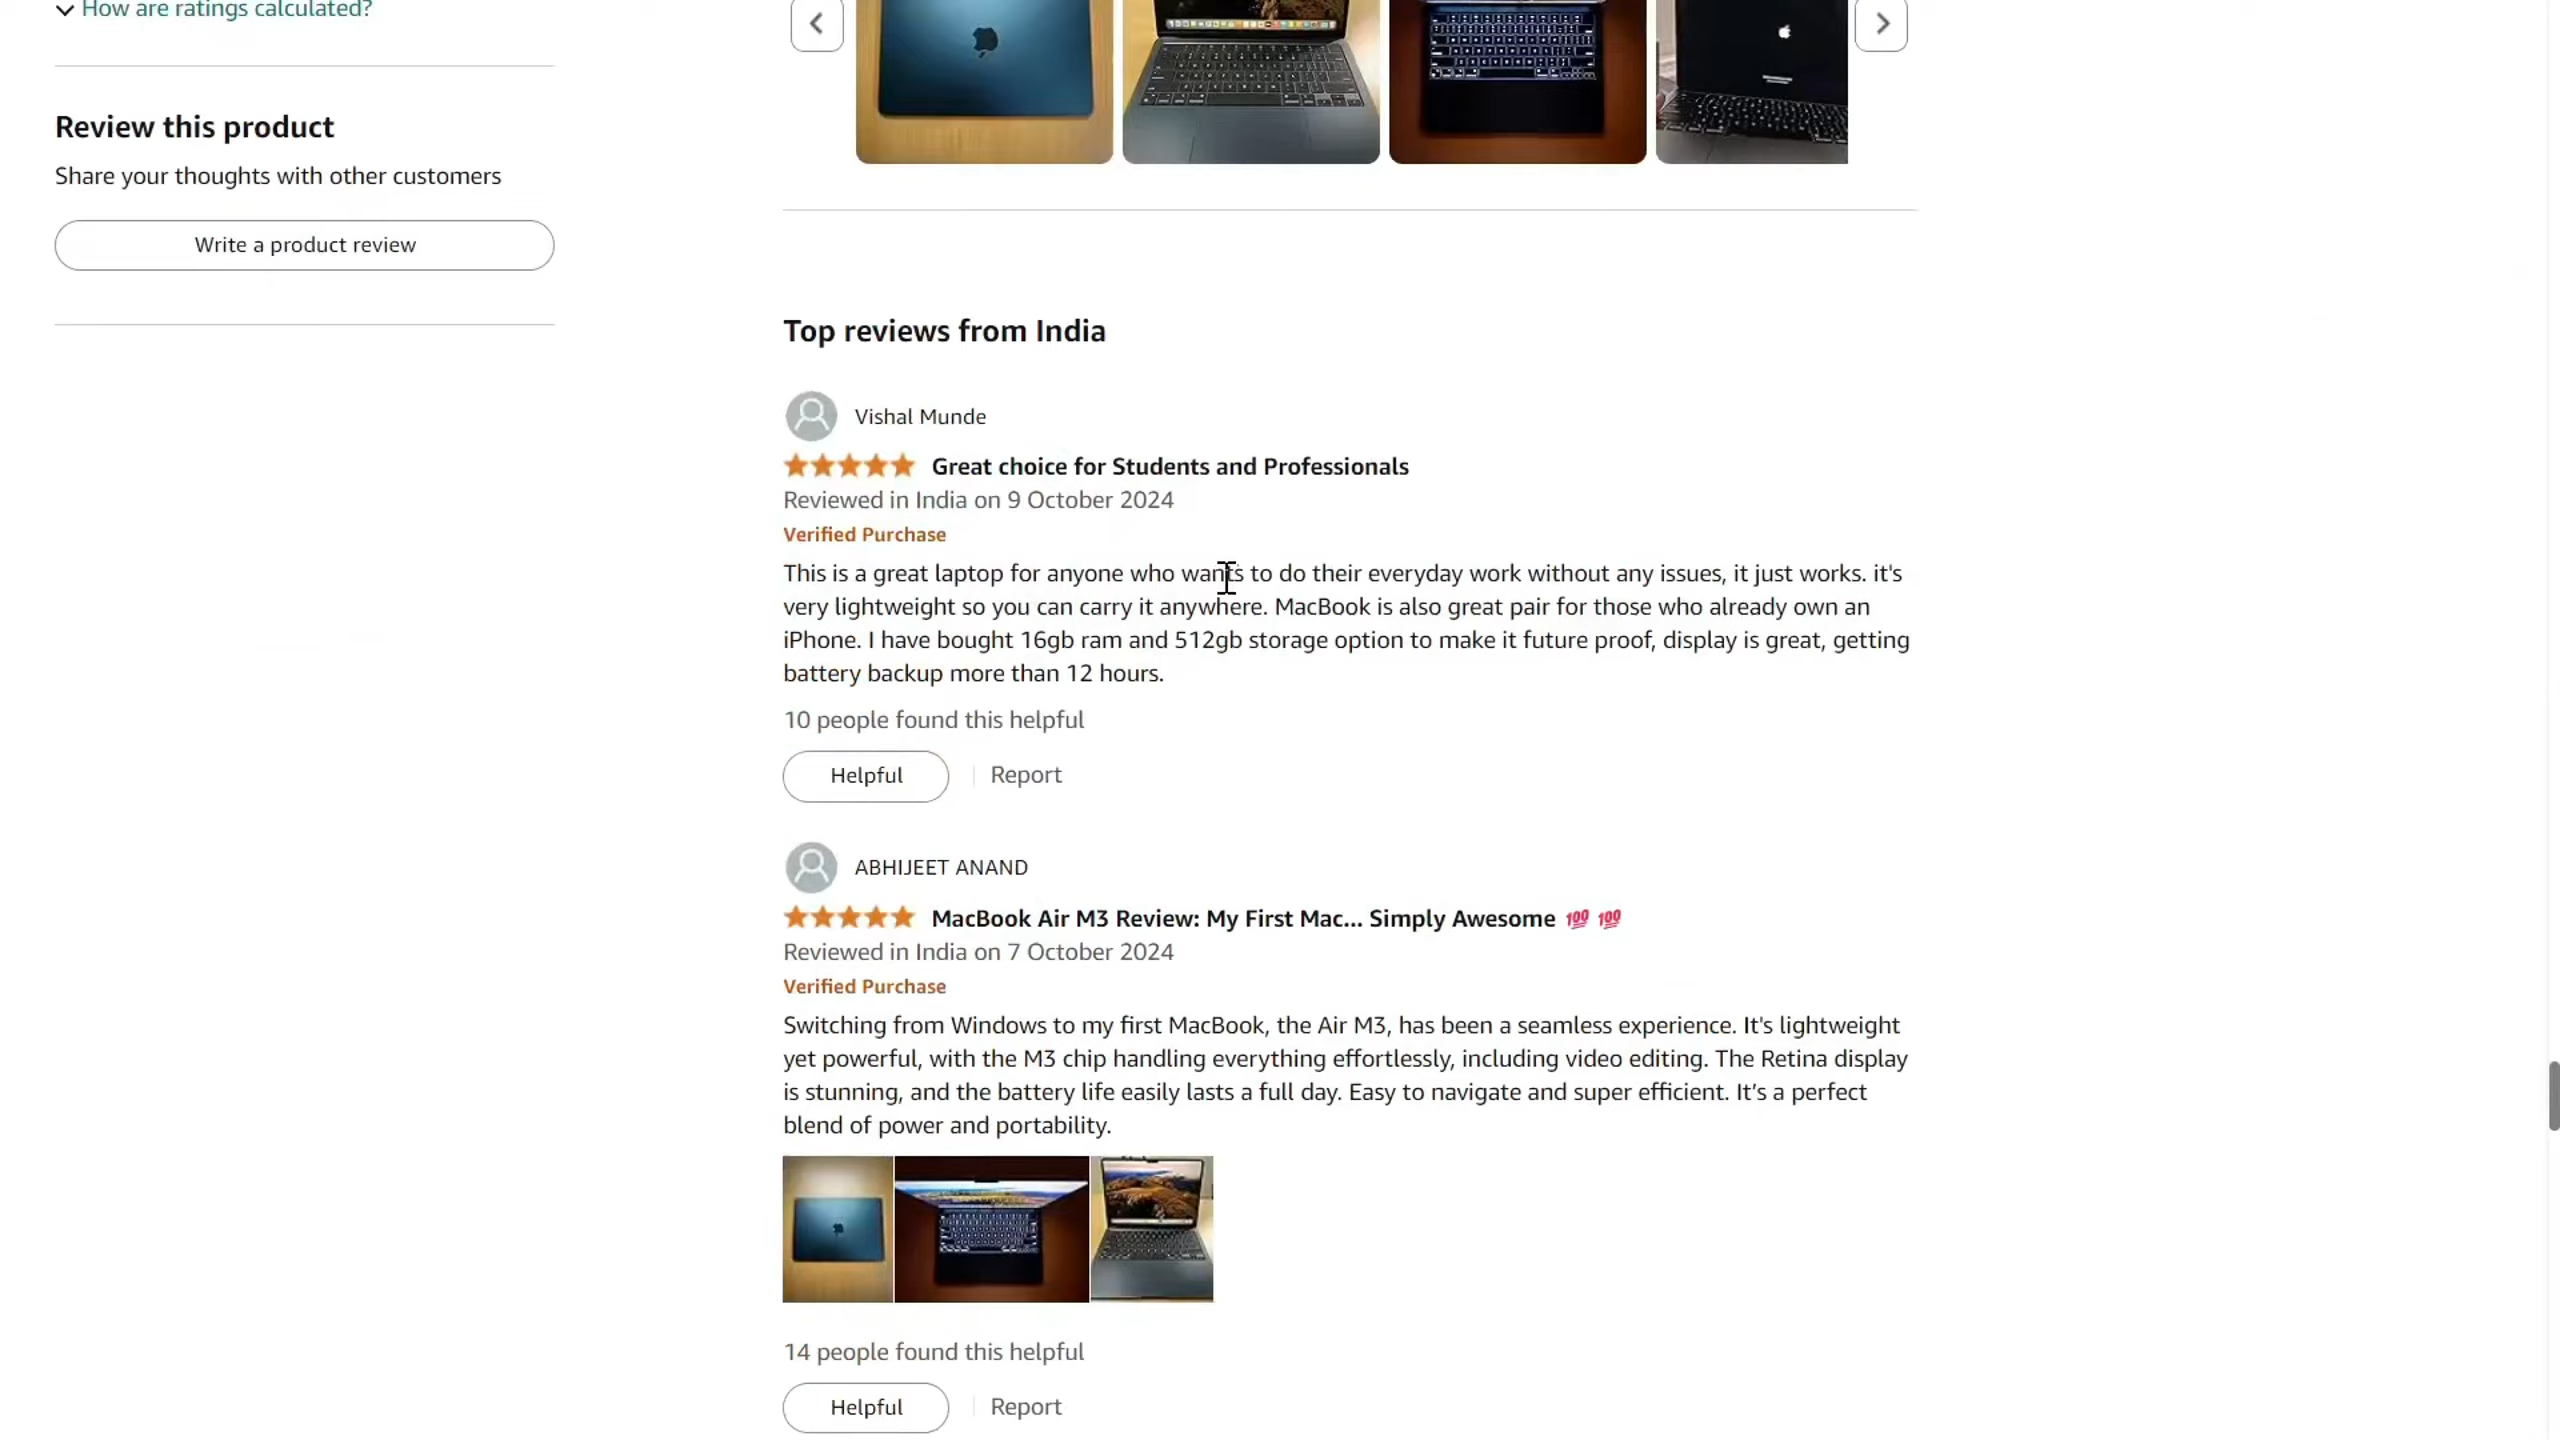 How are ratings calculated?
Review this product
Share your thoughts with other customers
Write a product review
Top reviews from India
Vishal Munde
Great choice for Students and Professionals
Reviewed in India on 9 October 2024
Verified Purchase
This is a great laptop for anyone who wants to do their everyday work without any issues, it just works. it's
very lightweight so you can carry it anywhere. MacBook is also great pair for those who already own an
iPhone. I have bought 16gb ram and 512gb storage option to make it future proof, display is great, getting
battery backup more than 12 hours.
10 people found this helpful
Helpful
Report
ABHIJEET ANAND
MacBook Air M3 Review: My First Mac... Simply Awesome 💯 💯
Reviewed in India on 7 October 2024
Verified Purchase
Switching from Windows to my first MacBook, the Air M3, has been a seamless experience. It's lightweight
yet powerful, with the M3 chip handling everything effortlessly, including video editing. The Retina display
is stunning, and the battery life easily lasts a full day. Easy to navigate and super efficient. It’s a perfect
blend of power and portability.
14 people found this helpful
Helpful
Report